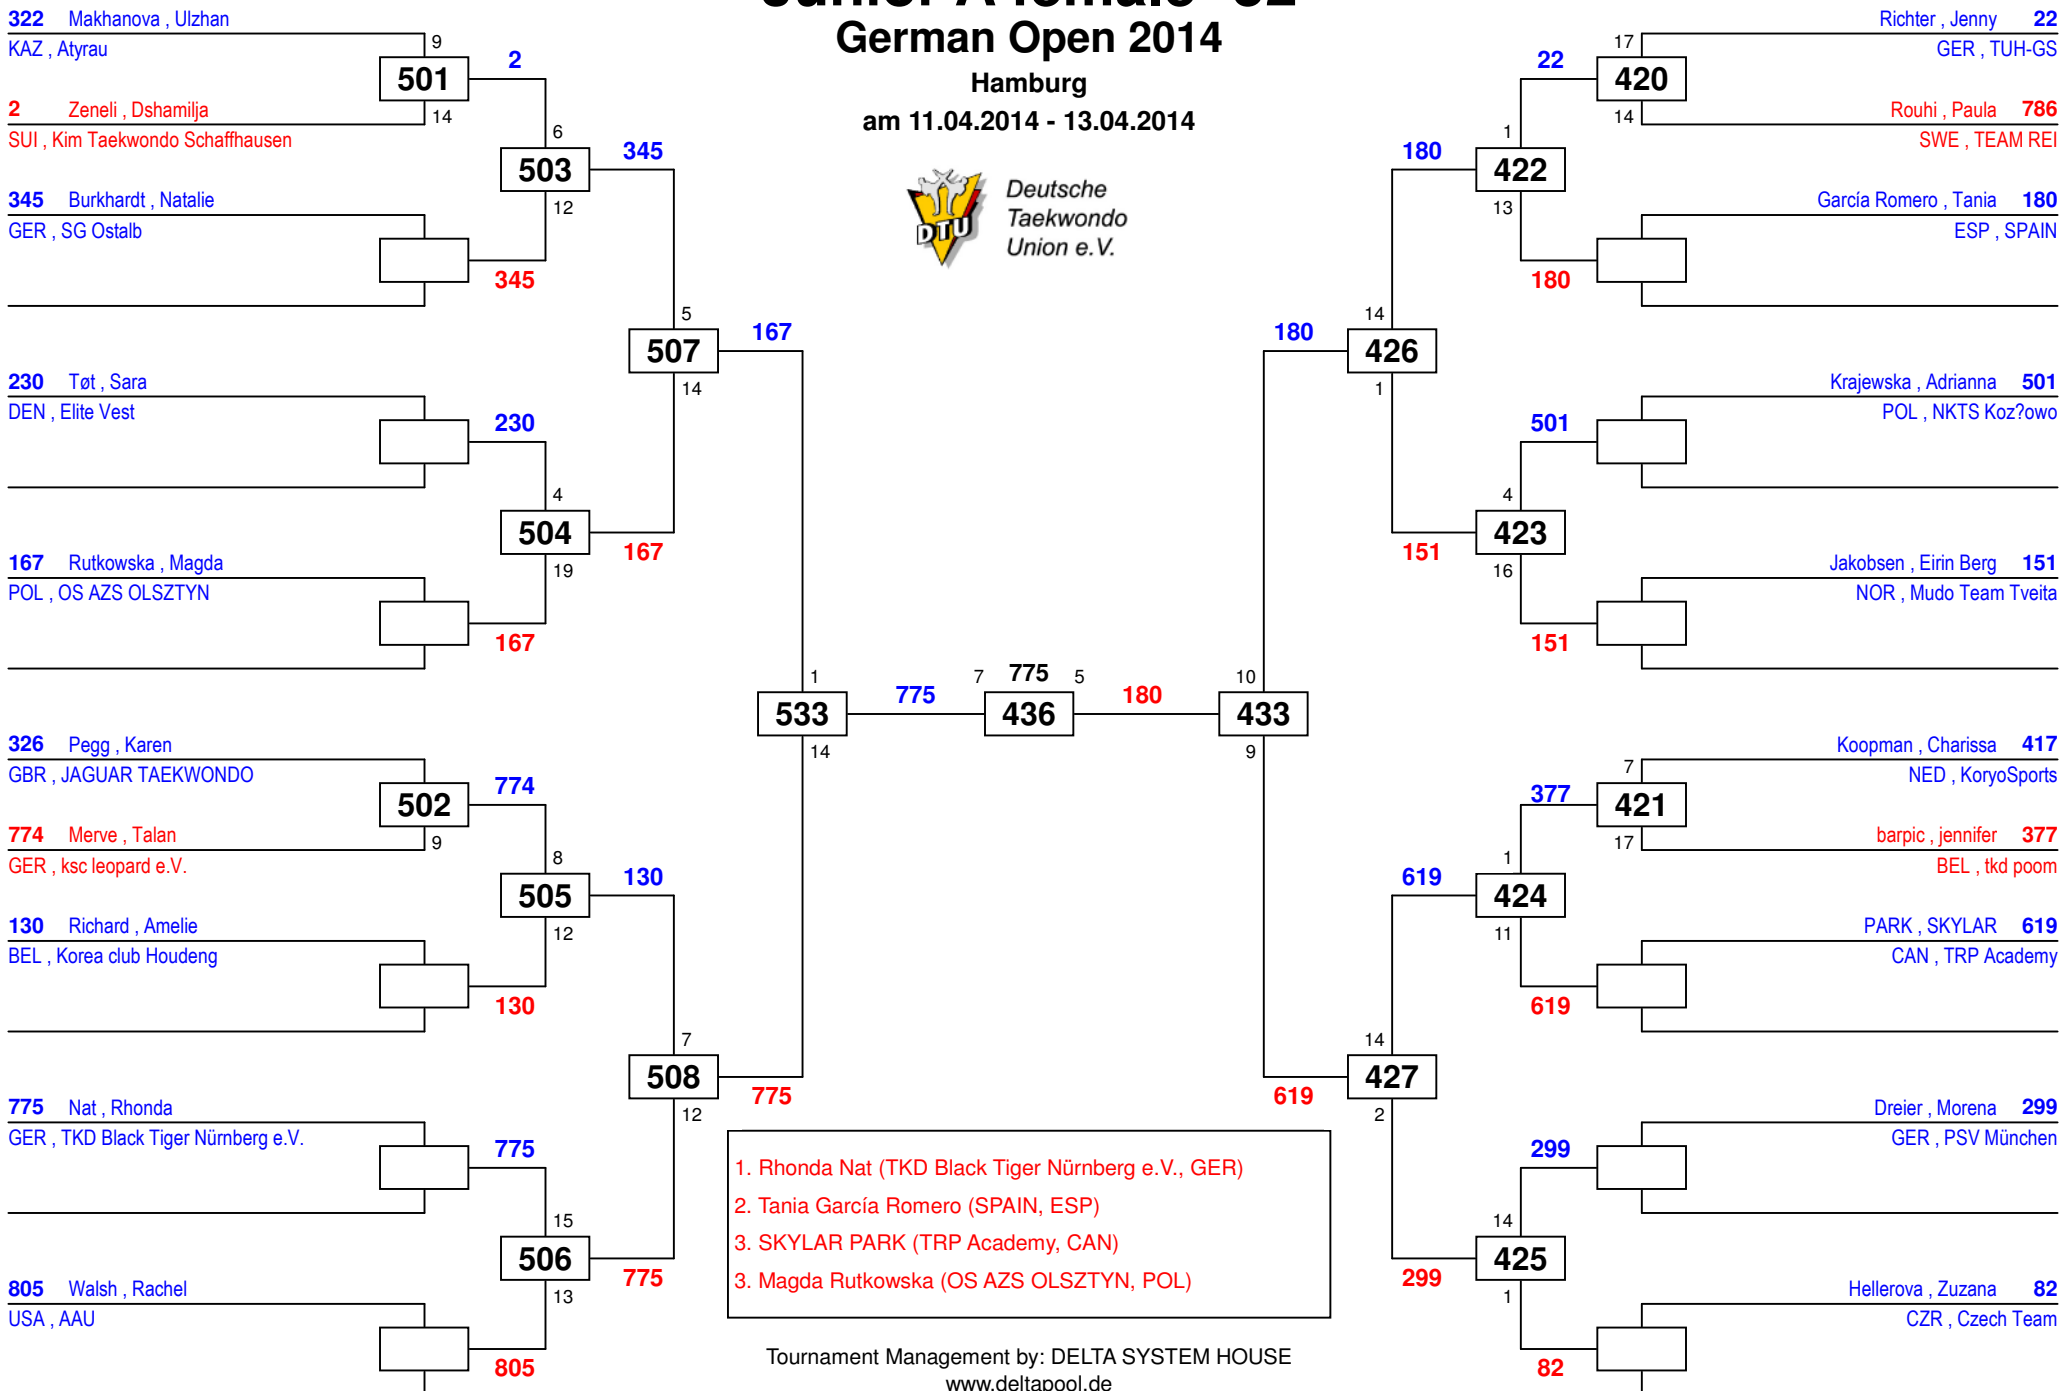 Junior A female -52
German Open 2014
Hamburg
am 11.04.2014 - 13.04.2014
DTU
Deutsche
Taekwondo
Union e.V.
322 Makhanova , Ulzhan
KAZ , Atyrau
9
501
2
14
2 Zeneli , Dshamilja
SUI , Kim Taekwondo Schaffhausen
6
503
345
12
345 Burkhardt , Natalie
GER , SG Ostalb
345
5
507
167
14
230 Tøt , Sara
DEN , Elite Vest
230
4
504
167
19
167 Rutkowska , Magda
POL , OS AZS OLSZTYN
167
1
533
775
14
326 Pegg , Karen
GBR , JAGUAR TAEKWONDO
502
774
9
774 Merve , Talan
GER , ksc leopard e.V.
8
505
130
12
130 Richard , Amelie
BEL , Korea club Houdeng
130
7
508
775
12
775 Nat , Rhonda
GER , TKD Black Tiger Nürnberg e.V.
775
15
506
775
13
805 Walsh , Rachel
USA , AAU
805
7 775 5
436
Richter , Jenny 22
GER , TUH-GS
17
22
420
14
Rouhi , Paula 786
SWE , TEAM REI
1
180
422
13
García Romero , Tania 180
ESP , SPAIN
180
14
180
426
1
Krajewska , Adrianna 501
POL , NKTS Koz?owo
501
4
423
151
16
Jakobsen , Eirin Berg 151
NOR , Mudo Team Tveita
151
10
180
433
9
Koopman , Charissa 417
NED , KoryoSports
7
377
421
17
barpic , jennifer 377
BEL , tkd poom
1
619
424
11
PARK , SKYLAR 619
CAN , TRP Academy
619
14
427
619
2
Dreier , Morena 299
GER , PSV München
299
14
425
299
1
Hellerova , Zuzana 82
CZR , Czech Team
82
1. Rhonda Nat (TKD Black Tiger Nürnberg e.V., GER)
2. Tania García Romero (SPAIN, ESP)
3. SKYLAR PARK (TRP Academy, CAN)
3. Magda Rutkowska (OS AZS OLSZTYN, POL)
Tournament Management by: DELTA SYSTEM HOUSE
www.deltapool.de